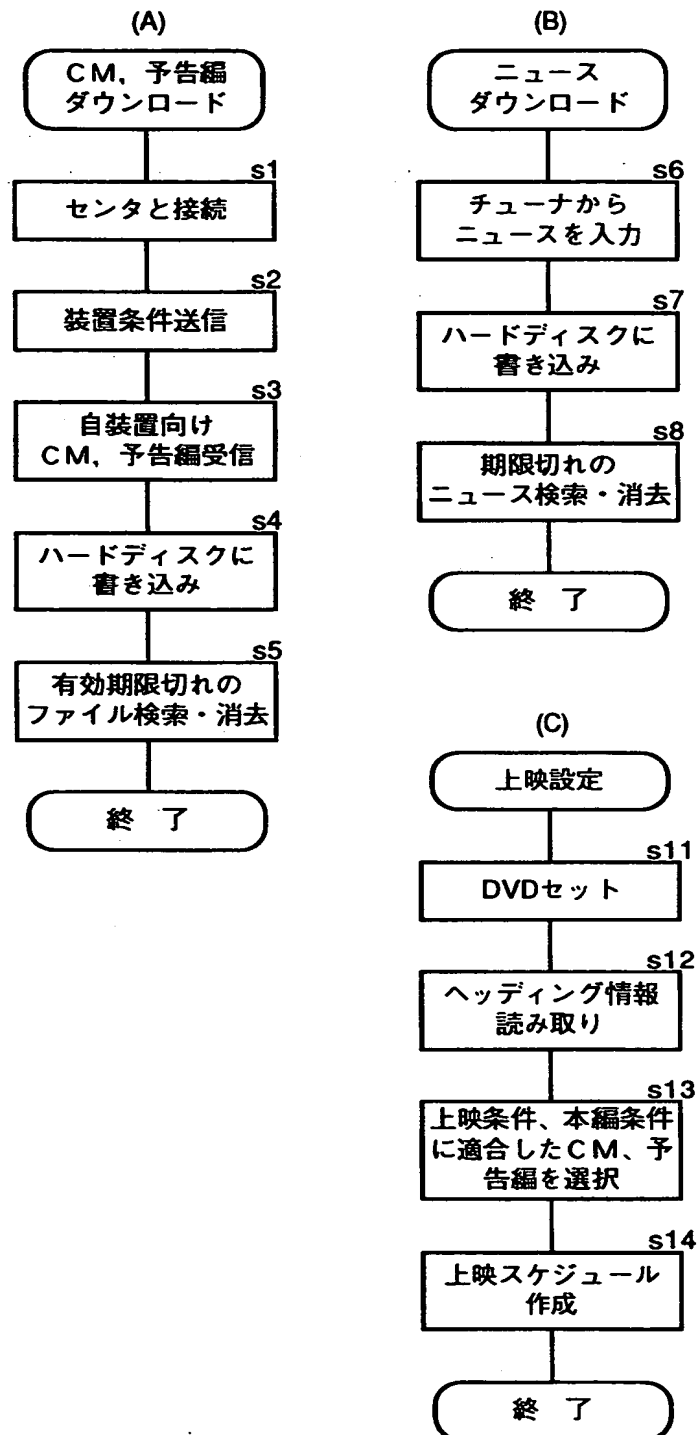 (A)
CM，予告編
ダウンロード
s1
センタと接続
s2
装置条件送信
s3
自装置向け
CM，予告編受信
s4
ハードディスクに
書き込み
s5
有効期限切れの
ファイル検索・消去
終 了
(B)
ニュース
ダウンロード
s6
チューナから
ニュースを入力
s7
ハードディスクに
書き込み
s8
期限切れの
ニュース検索・消去
終 了
(C)
上映設定
s11
DVDセット
s12
ヘッディング情報
読み取り
s13
上映条件、本編条件
に適合したCM、予
告編を選択
s14
上映スケジュール
作成
終 了